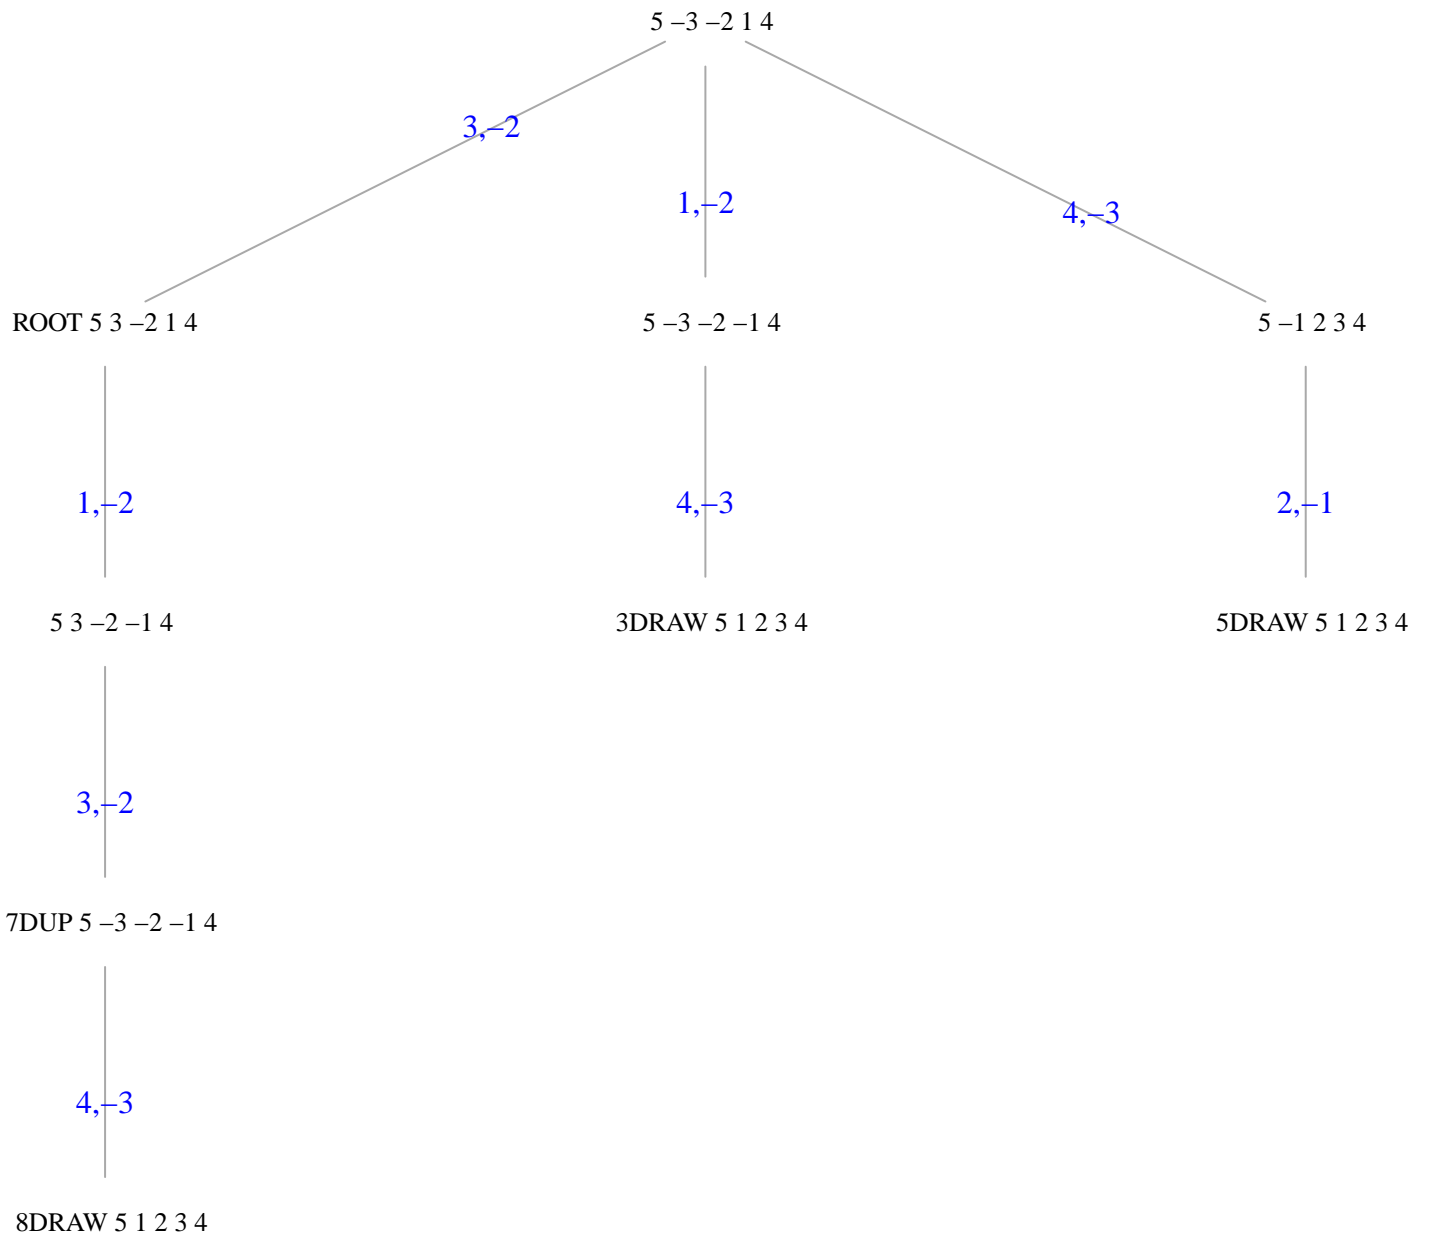 5 –3 –2 1 4
3,–2
1,–2
4,–3
ROOT 5 3 –2 1 4
5 –3 –2 –1 4
5 –1 2 3 4
1,–2
4,–3
2,–1
5 3 –2 –1 4
3DRAW 5 1 2 3 4
5DRAW 5 1 2 3 4
3,–2
7DUP 5 –3 –2 –1 4
4,–3
8DRAW 5 1 2 3 4